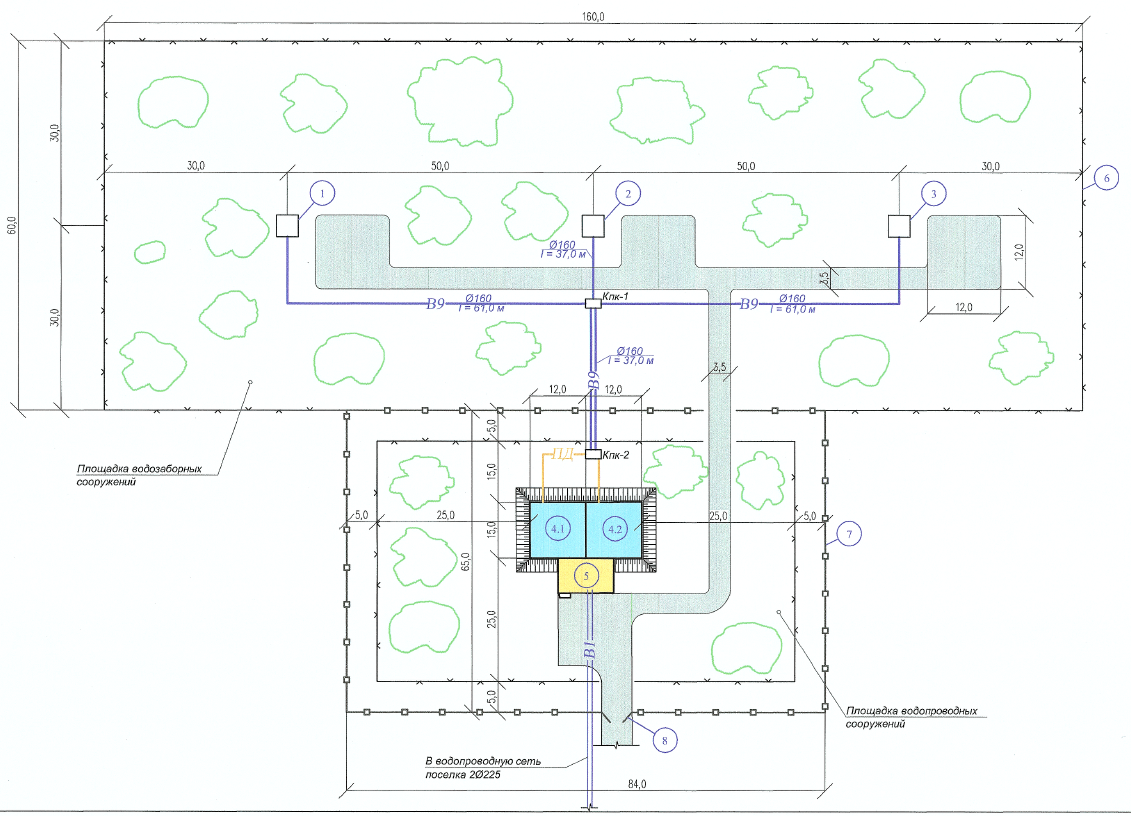 160,0
30,0
30,0
60,0
30,0
50,0
50,0
30,0
1
2
3
6
Ø160
l = 37,0 м
12,0
3,5
Кпк-1
В9
Ø160
l = 61,0 м
В9
Ø160
l = 61,0 м
12,0
Ø160
l = 37,0 м
3,5
В9
12,0
12,0
5,0
Площадка водозаборных
сооружений
ПД
Кпк-2
15,0
5,0
25,0
15,0
4.1
4.2
25,0
5,0
7
65,0
5
25,0
В1
5,0
Площадка водопроводных
сооружений
8
В водопроводную сеть
поселка 2Ø225
84,0